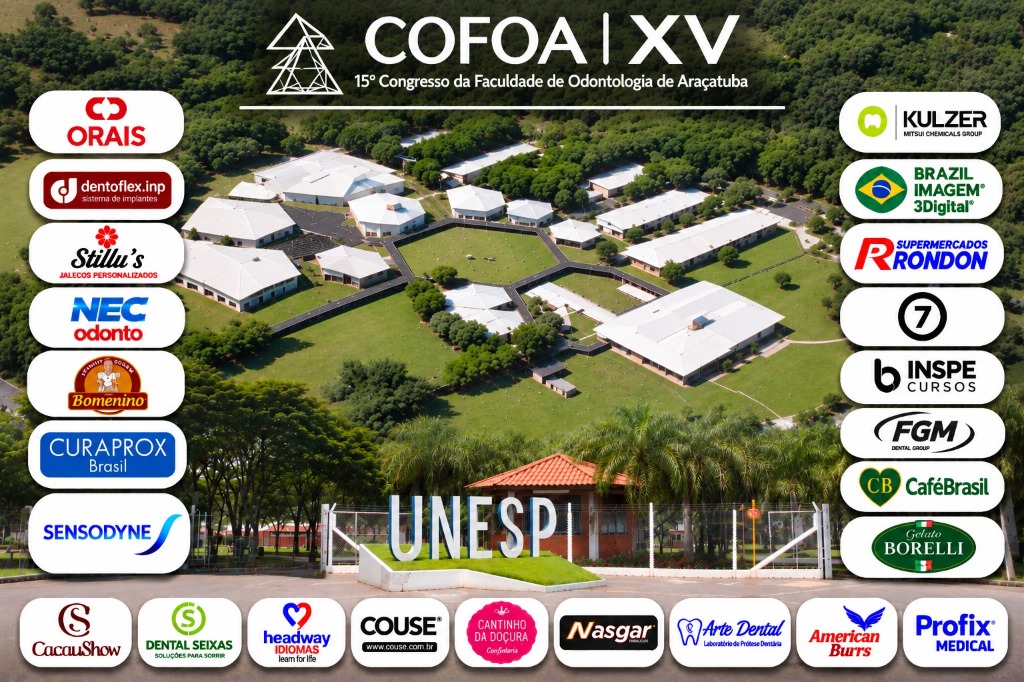 COFOA | XV
15º Congresso da Faculdade de Odontologia de Araçatuba
ORAIS
dentoflex.inp
sistema de implantes
Stillu's
JALECOS PERSONALIZADOS
NEC
odonto
Bomenino
CURAPROX
Brasil
SENSODYNE
KULZER
MITSUI CHEMICALS GROUP
BRAZIL
IMAGEM®
3Digital®
SUPERMERCADOS
RONDON
7
b INSPE
CURSOS
FGM
DENTAL GROUP
CB CaféBrasil
Gelato
BORELLI
UNESP
CacauShow
S
DENTAL SEIXAS
SOLUÇÕES PARA SORRIR
headway
IDIOMAS
learn for life
COUSE®
www.couse.com.br
CANTINHO
DA DOÇURA
Confeitaria
Nasgar
Arte Dental
Laboratório de Prótese Dentária
American
Burrs
Profix®
MEDICAL